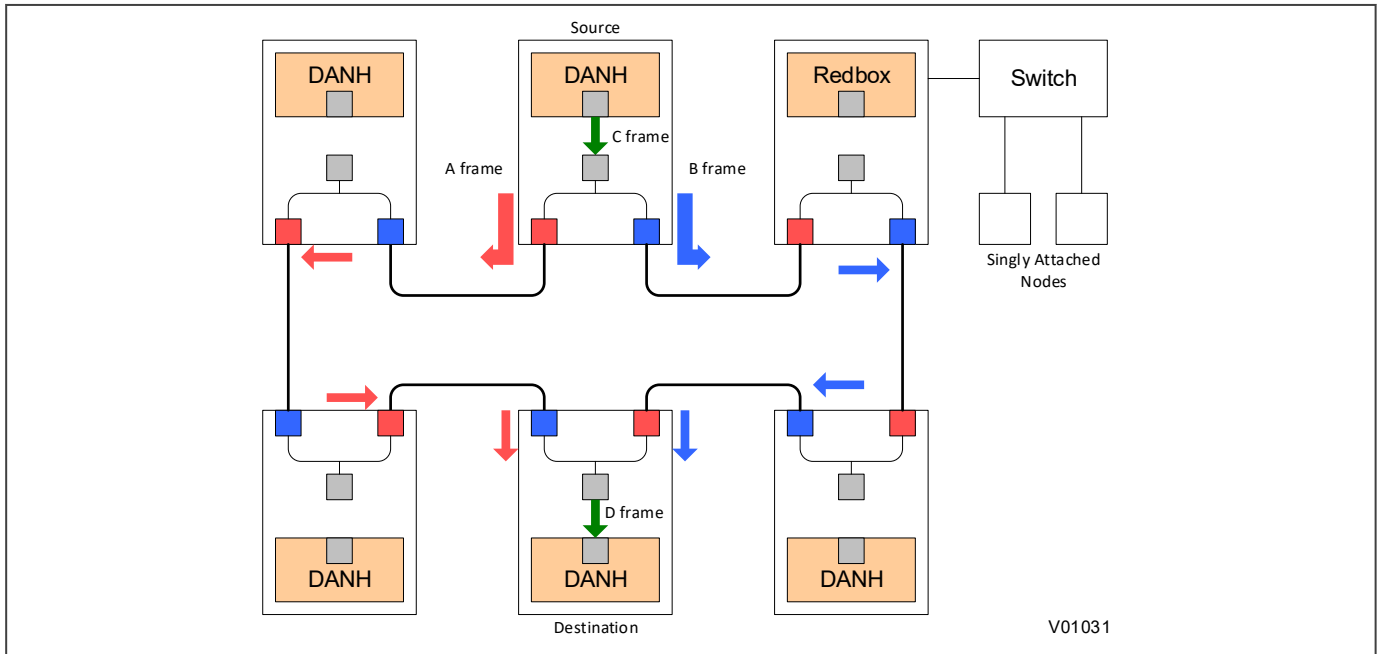 Source
DANH
DANH
Redbox
Switch
C frame
A frame
B frame
Singly Attached
Nodes
D frame
DANH
DANH
DANH
Destination
V01031